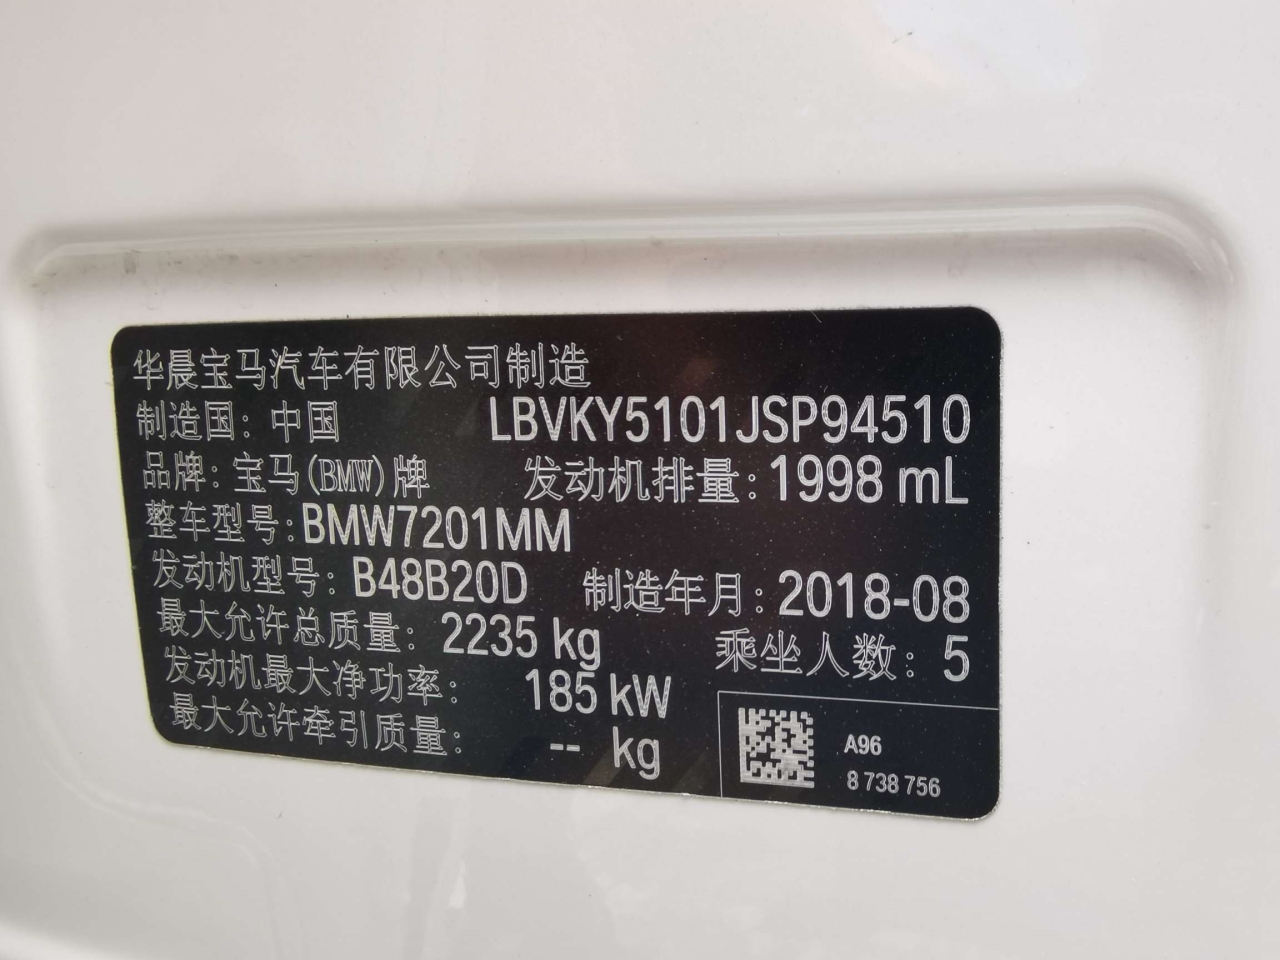 华晨宝马汽车有限公司制造
制造国：中国 LBVKY5101JSP94510
品牌：宝马(BMW)牌 发动机排量：1998 mL
整车型号：BMW7201MM
发动机型号：B48B20D 制造年月：2018-08
最大允许总质量：2235 kg 乘坐人数：5
发动机最大净功率：185 kW
最大允许牵引质量：-- kg
A96
8 738 756